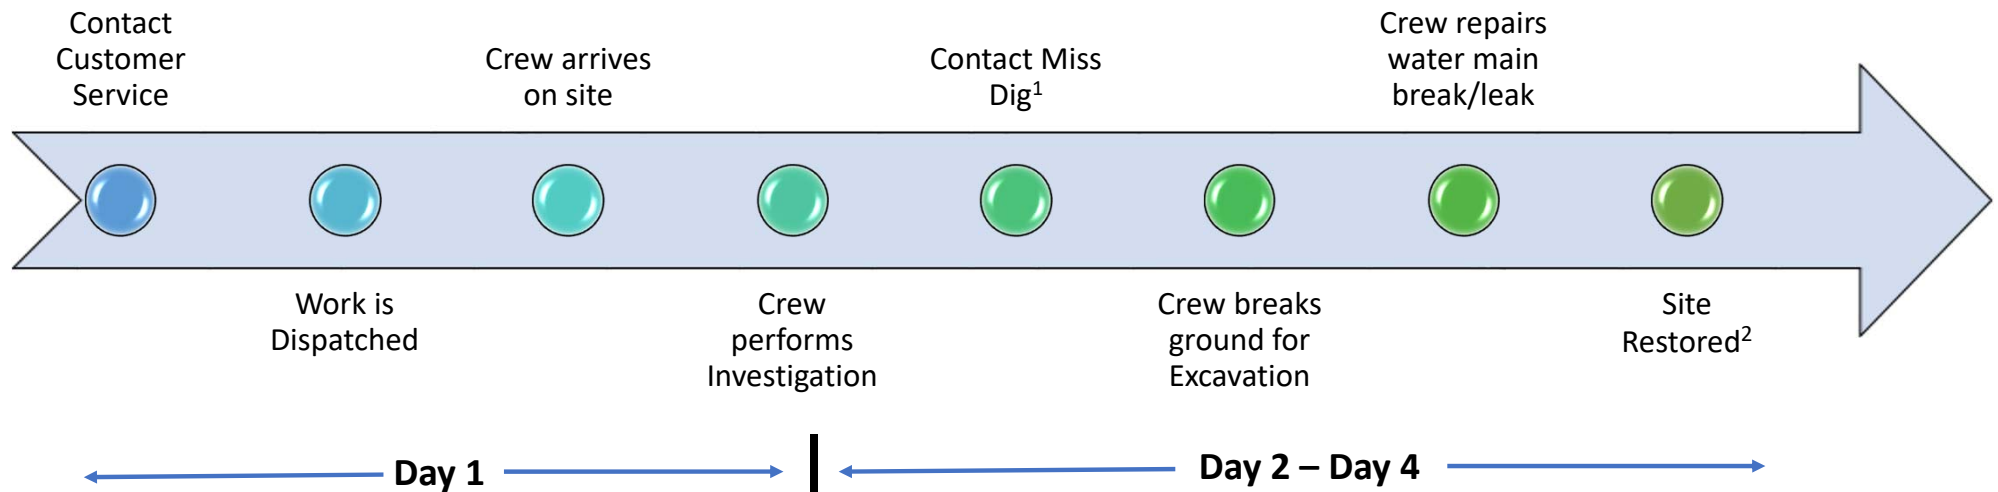 Contact
Customer
Service
Work is
Dispatched
Crew arrives
on site
Crew
performs
Investigation
Contact Miss
Dig1
Crew breaks
ground for
Excavation
Crew repairs
water main
break/leak
Site
Restored2
Day 1
Day 2 – Day 4